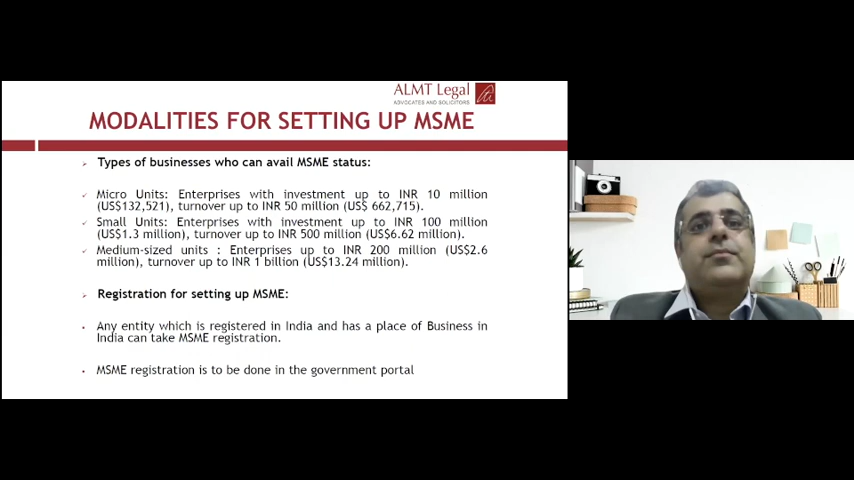 ALMT Legal
ADVOCATES AND SOLICITORS
MODALITIES FOR SETTING UP MSME
Types of businesses who can avail MSME status:
Micro Units: Enterprises with investment up to INR 10 million
(US$132,521), turnover up to INR 50 million (US$ 662,715).
Small Units: Enterprises with investment up to INR 100 million
(US$1.3 million), turnover up to INR 500 million (US$6.62 million).
Medium-sized units : Enterprises up to INR 200 million (US$2.6
million), turnover up to INR 1 billion (US$13.24 million).
Registration for setting up MSME:
Any entity which is registered in India and has a place of Business in
India can take MSME registration.
MSME registration is to be done in the government portal